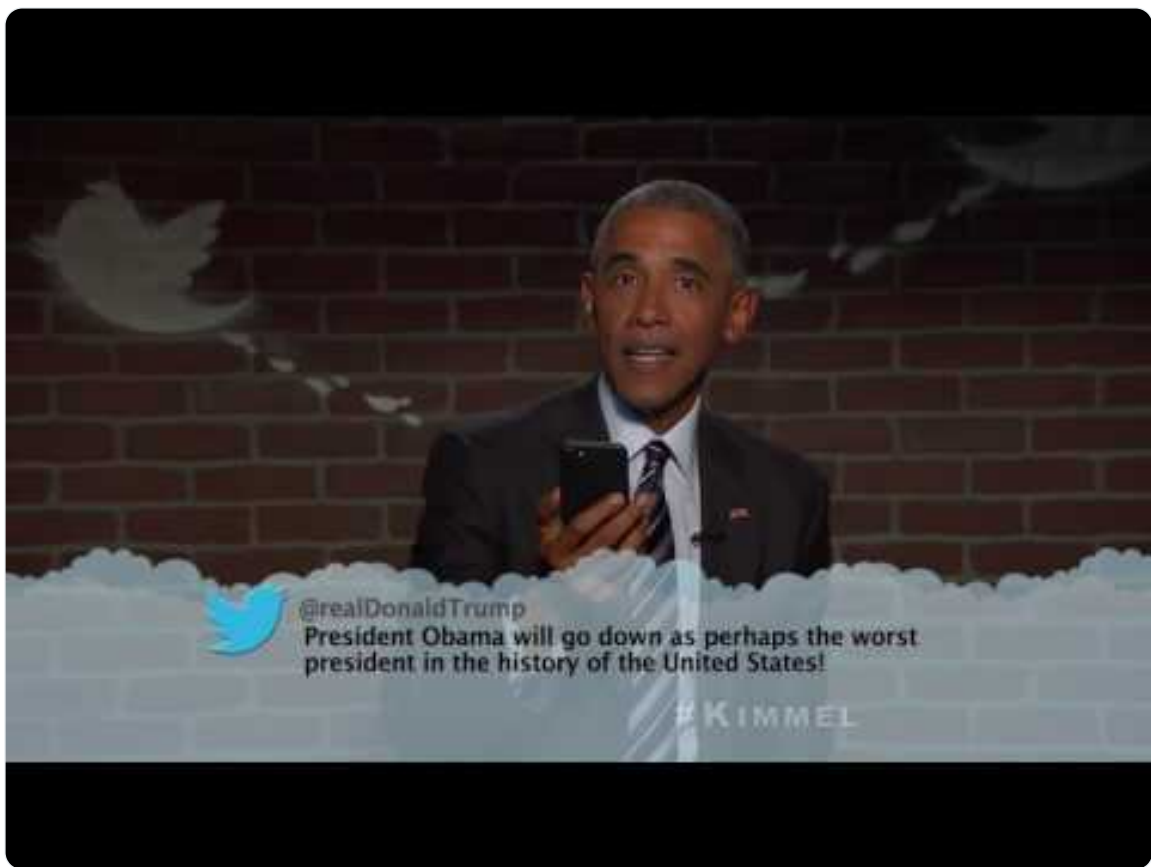 @realDonaldTrump
President Obama will go down as perhaps the worst
president in the history of the United States!
#KIMMEL